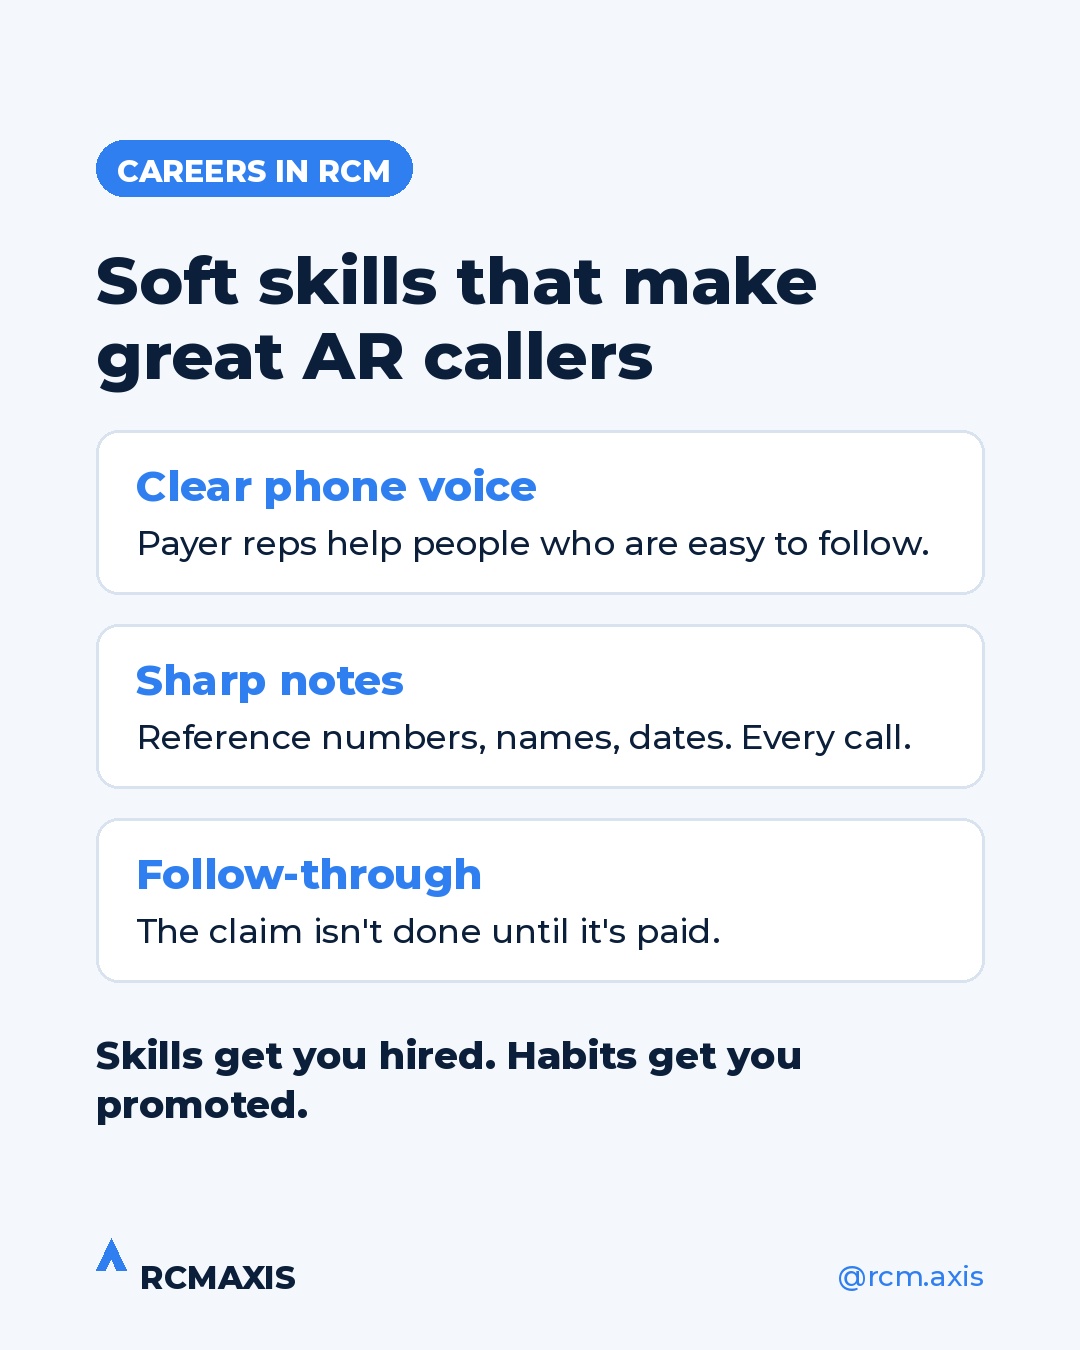 CAREERS IN RCM
Soft skills that make
great AR callers
Clear phone voice
Payer reps help people who are easy to follow.
Sharp notes
Reference numbers, names, dates. Every call.
Follow-through
The claim isn't done until it's paid.
Skills get you hired. Habits get you
promoted.
RCMAXIS
@rcm.axis